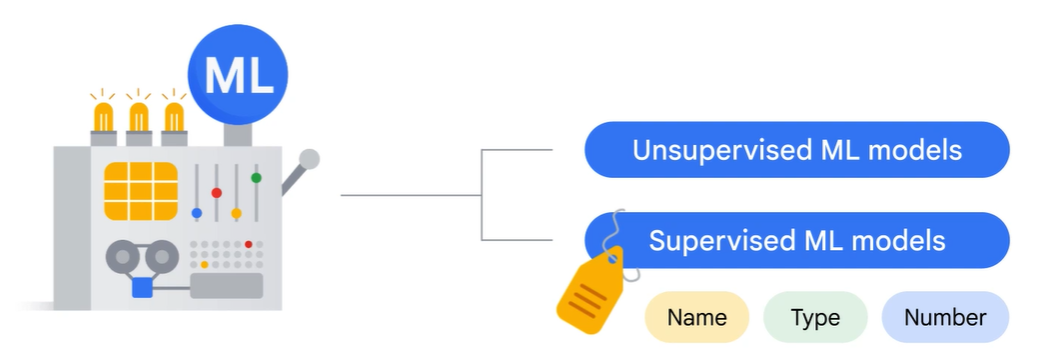 ML
Unsupervised ML models
Supervised ML models
Name
Type
Number